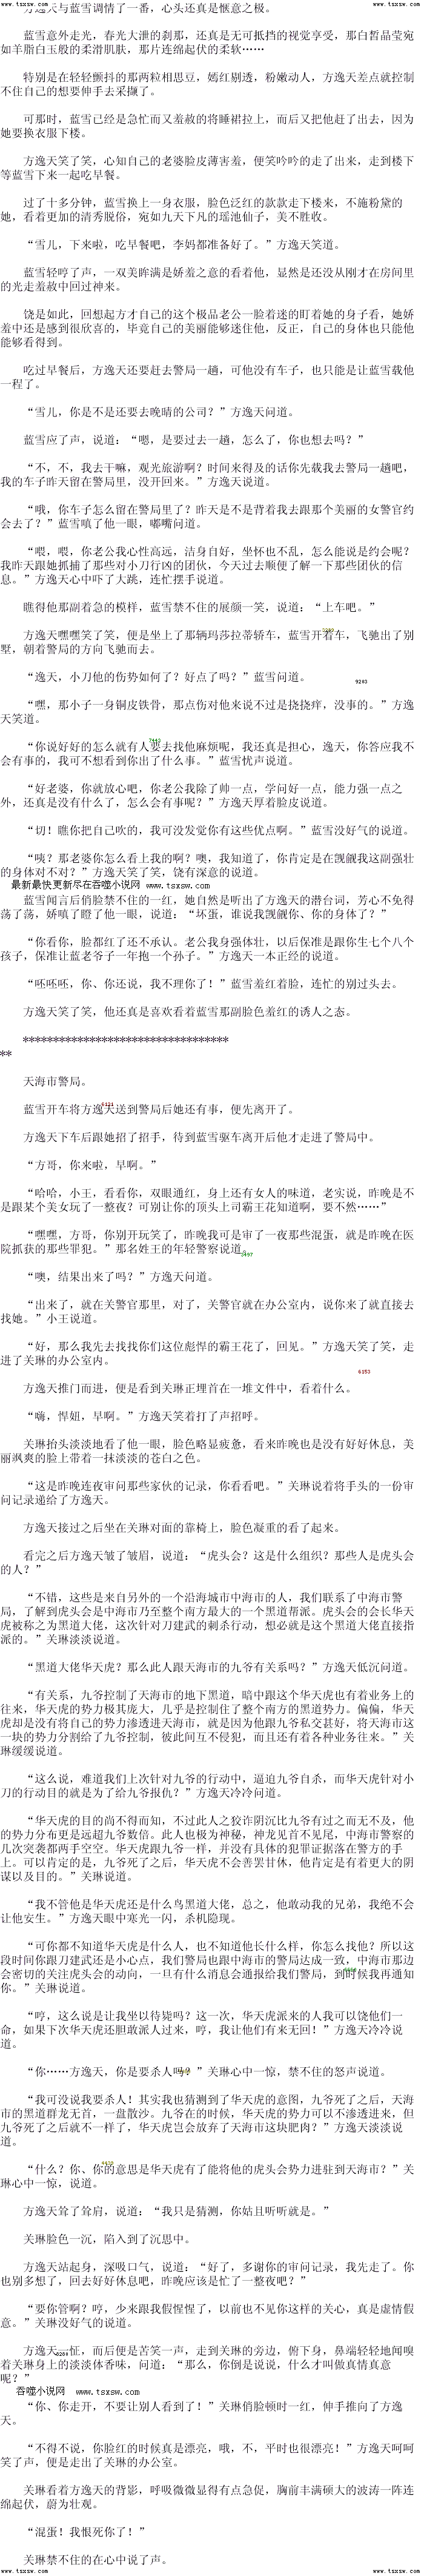 www.tsxsw.com www.tsxsw.com
方逸天与蓝雪调情了一番，心头还真是惬意之极。
蓝雪意外走光，春光大泄的刹那，还真是无可抵挡的视觉享受，那白皙晶莹宛
如羊脂白玉般的柔滑肌肤，那片连绵起伏的柔软……
特别是在轻轻颤抖的那两粒相思豆，嫣红剔透，粉嫩动人，方逸天差点就控制
不住自己的想要伸手去采撷了。
可那时，蓝雪已经是急忙而又羞赧的将睡裙拉上，而后又把他赶了出去，因为
她要换衣服下楼。
方逸天笑了笑，心知自己的老婆脸皮薄害羞，便笑吟吟的走了出来，走到楼下
等蓝雪下来一起吃早餐。
过了十多分钟，蓝雪换上一身衣服，脸色泛红的款款走下楼来，不施粉黛的
她，看着更加的清秀脱俗，宛如九天下凡的瑶池仙子，美不胜收。
“雪儿，下来啦，吃早餐吧，李妈都准备好了。”方逸天笑道。
蓝雪轻哼了声，一双美眸满是娇羞之意的看着他，显然是还没从刚才在房间里
的光走羞赧中回过神来。
饶是如此，回想起方才自己的这个极品老公一脸着迷的盯着她的身子看，她娇
羞中还是感到很欣喜的，毕竟自己的美丽能够迷住他，反正，自己的身体也只能他
能够看得到。
吃过早餐后，方逸天还要赶去警局一趟，可他没有车子，也只能是让蓝雪载他
一程了。
“雪儿，你是不是还要去晚晴的公司？”方逸天问道。
蓝雪应了声，说道：“嗯，是要过去一趟，怎么了，你也想去吗？”
“不，不，我去干嘛，观光旅游啊？时间来得及的话你先载我去警局一趟吧，
我的车子昨天留在警局里，没开回来。”方逸天说道。
“哦，你车子怎么留在警局里了？昨天是不是背着我去跟那个美丽的女警官约
会去了？”蓝雪嗔了他一眼，嘟嘴问道。
“喂，喂，你老公我心性高远，洁身自好，坐怀也不乱，怎么能说是约会呢？
我昨天跟她抓捕了那些对小刀行凶的团伙，今天过去顺便了解一下那些团伙的信
息。”方逸天心中吓了大跳，连忙摆手说道。
瞧得他那副着急的模样，蓝雪禁不住的展颜一笑，说道：“上车吧。”
方逸天嘿嘿笑了笑，便是坐上了那辆玛莎拉蒂轿车，蓝雪开着车，飞驰出了别
墅，朝着警局的方向飞驰而去。
“逸天，小刀他的伤势如何了？好点了吗？”蓝雪问道。
9203
“嘿，那小子一身铜皮铁骨，那点伤对他来说不过是挠挠痒，没事的。”方逸
天笑道。
“你说好好的怎么就有人要去找他麻烦呢，我还真是担心，逸天，你答应我不
会有事的，我可不想看到你出了什么事。”蓝雪忧声说道。
“好老婆，你就放心吧，你老公我除了帅一点，学问好一点，能力强一点之
外，还真是没有什么了，怎么会有事呢？”方逸天厚着脸皮说道。
“切！瞧你把自己吹的，我可没发觉你有这些优点啊。”蓝雪没好气的说道。
“咦？那老婆你怎么看上我的啊？噢，我知道了，你肯定是在觊觎我这副强壮
的身体对不对？”方逸天笑了笑，饶有深意的说道。
最新最快更新尽在吞噬小说网 www.tsxsw.com
蓝雪闻言后俏脸禁不住的一红，她自然是听出了方逸天的潜台词，芳心不免得
荡了荡，娇嗔了瞪了他一眼，说道：“坏蛋，谁说我觊觎你、你的身体了？”
“你看你，脸都红了还不承认。老公我身强体壮，以后保准是跟你生七个八个
孩子，保准让蓝老爷子一年抱一个孙子。”方逸天一本正经的说道。
“呸呸呸，你、你还说，我不理你了！”蓝雪羞红着脸，连忙的别过头去。
方逸天笑了笑，他还真是喜欢看着蓝雪那副脸色羞红的诱人之态。
**********************************
**
天海市警局。
蓝雪开车将方逸天送到警局后她还有事，便先离开了。
方逸天下车后跟她招了招手，待到蓝雪驱车离开后他才走进了警局中。
“方哥，你来啦，早啊。”
“哈哈，小王，看看你，双眼通红，身上还有女人的味道，老实说，昨晚是不
是跟某个美女玩了一整夜？可别让你的顶头上司霸王花知道啊，要不然……”
“嘿嘿，方哥，你别开玩笑了，昨晚我可是审了一夜那些混蛋，就是昨晚在医
院抓获的那些罪犯。”那名姓王的年轻警察说道。
“噢，结果出来了吗？”方逸天问道。
“出来了，就在关警官那里，对了，关警官就在办公室内，说你来了就直接去
找她。”小王说道。
“好，那么我先去找找你们这位彪悍的霸王花了，回见。”方逸天笑了笑，走
进了关琳的办公室内。
6153
方逸天推门而进，便是看到关琳正埋首在一堆文件中，看着什么。
“嗨，悍妞，早啊。”方逸天笑着打了声招呼。
关琳抬头淡淡地看了他一眼，脸色略显疲惫，看来昨晚也是没有好好休息，美
丽飒爽的脸上带着一抹淡淡的苍白之色。
“这是昨晚连夜审问那些家伙的记录，你看看吧。”关琳说着将手头的一份审
问记录递给了方逸天。
方逸天接过之后坐在关琳对面的靠椅上，脸色凝重的看了起来。
看完之后方逸天皱了皱眉，说道：“虎头会？这是什么组织？那些人是虎头会
的人？”
“不错，这些是来自另外的一个沿海城市中海市的人，我们联系了中海市警
局，了解到虎头会是中海市乃至整个南方最大的一个黑道帮派。虎头会的会长华天
虎被称之为黑道大佬，这次针对刀建武的刺杀行动，想必就是这个黑道大佬直接指
派的。”关琳淡淡说道。
“黑道大佬华天虎？那么此人跟天海市的九爷有关系吗？”方逸天低沉问道。
“有关系，九爷控制了天海市的地下黑道，暗中跟这个华天虎也有着业务上的
往来，华天虎的势力极其庞大，几乎是控制住了整个南方的黑道势力。偏偏，华天
虎却是没有将自己的势力渗透进天海市，就是因为他跟九爷私交甚好，将天海市这
一块的势力分割给了九爷控制，彼此间互不侵犯，而且还有着各种业务往来。”关
琳缓缓说道。
“这么说，难道我们上次针对九爷的行动中，逼迫九爷自杀，而华天虎针对小
刀的行动目的就是为了给九爷报仇？”方逸天冷冷问道。
“华天虎的目的尚不得而知，不过此人之狡诈阴沉比九爷有过之而无不及，他
的势力分布更是远超九爷数倍。此人也极为神秘，神龙见首不见尾，中海市警察的
几次突袭都两手空空。华天虎跟九爷一样，并没有具体的犯罪证据落在警方的手
上。可以肯定的是，九爷死了之后，华天虎不会善罢甘休，他肯定是有着更大的阴
谋以及目的。”关琳说道。
“我不管他是华天虎还是什么鸟黑道大佬，总之，他敢动我的兄弟，我绝不会
让他安生。”方逸天眼中寒光一闪，杀机隐现。
“可你都不知道华天虎是什么人，也不知道他长什么样，你怎么找他？所以这
段时间你跟刀建武还是小心点，我们警局也跟中海市的警局达成一致，中海市那边
会密切的关注虎头会的动向，一旦有什么消息会通报给我们警局，到时候我再通知
你。”关琳说道。
“哼，这么说是让我坐以待毙吗？这一次，华天虎派来的人我可以饶他们一
命，如果下次华天虎还胆敢派人过来，哼，我让他们有来无回！”方逸天冷冷说
道。
“你……方逸天，你是要杀人吗！”关琳心中一惊，禁不住的怒声说道。
“我可没说我要杀人！其实我也猜测到了华天虎的意图，九爷死了之后，天海
市的黑道群龙无首，一盘散沙。九爷在的时候，华天虎的势力可以不渗透进来，但
九爷死了之后就不一样了，华天虎岂会放弃了天海市这块肥肉？”方逸天淡淡说
道。
“什么？你、你的意思是华天虎有了能将他的虎头会势力进驻到天海市？”关
琳心中一惊，说道。
方逸天耸了耸肩，说道：“我只是猜测，你姑且听听就是。”
关琳脸色一沉，陷入到了沉思中。
方逸天站起身，深吸口气，说道：“好了，多谢你的审问记录，我先走了。你
也别多想了，回去好好休息吧，昨晚应该是忙了一整夜吧？”
“要你管啊？哼，少来跟我假惺惺了，以前也不见你这样的关心，真是虚情假
意。”关琳没好气的说道。
方逸天一怔，而后便是苦笑一声，走到关琳的旁边，俯下身，鼻端轻轻地闻嗅
着关琳身上的淡淡体香味，问道：“那么，你倒是说说，什么才叫做真情真意
呢？”
吞噬小说网 www.tsxsw.com
“你、你走开，不要让别人看到了！”关琳俏脸顿时一红，伸手推向了方逸
天。
“不得不说，你脸红的时候真是漂亮，哦，不，平时也很漂亮！”方逸天呵呵
笑了声，便是走出了关琳的办公室。
关琳看着方逸天的背影，呼吸微微显得有点急促，胸前丰满硕大的波涛一阵连
绵起伏，蔚为壮观。
“混蛋！我恨死你了！”
关琳禁不住的在心中说了声。
www.tsxsw.com www.tsxsw.com